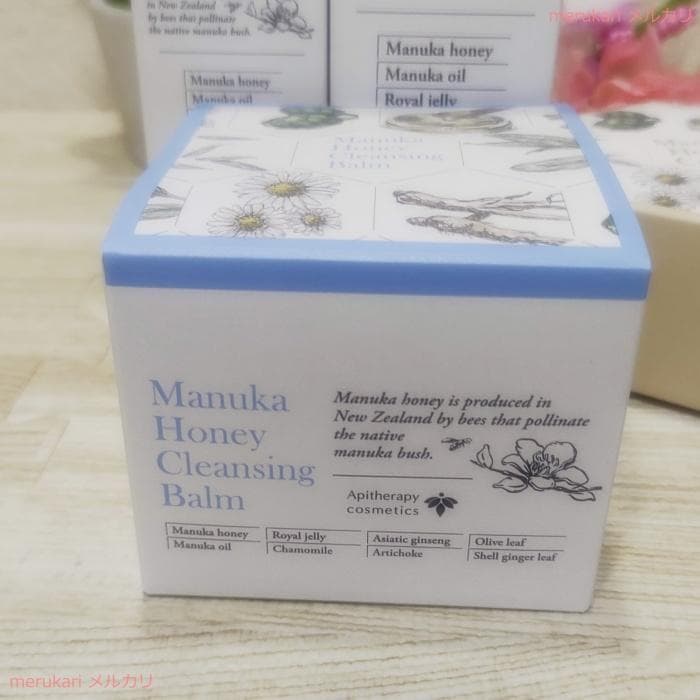 merukari メルカリ
in New Zealand
by bees that pollinate
the native manuka bush.
Manuka honey
Manuka oil
Manuka honey
Manuka oil
Royal jelly
Manuka
Honey
Cleansing
Balm
Manuka
Honey
Cleansing
Balm
Manuka honey is produced in
New Zealand by bees that pollinate
the native
manuka bush.
Apitherapy
cosmetics
Manuka honey
Manuka oil
Royal jelly
Chamomile
Asiatic ginseng
Artichoke
Olive leaf
Shell ginger leaf
merukari メルカリ